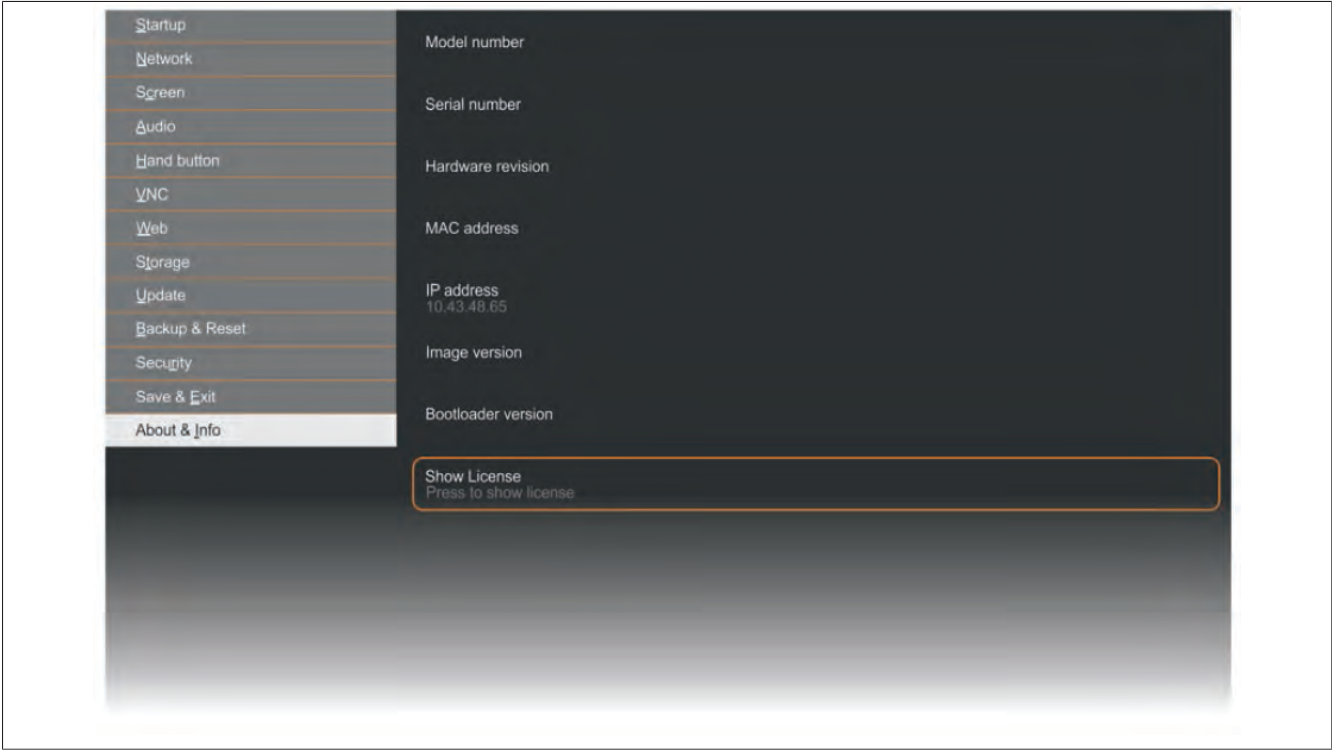 Startup
Network
Screen
Audio
Hand button
VNC
Web
Storage
Update
Backup & Reset
Security
Save & Exit
About & Info
Model number
Serial number
Hardware revision
MAC address
IP address
10.43.48.65
Image version
Bootloader version
Show License
Press to show license